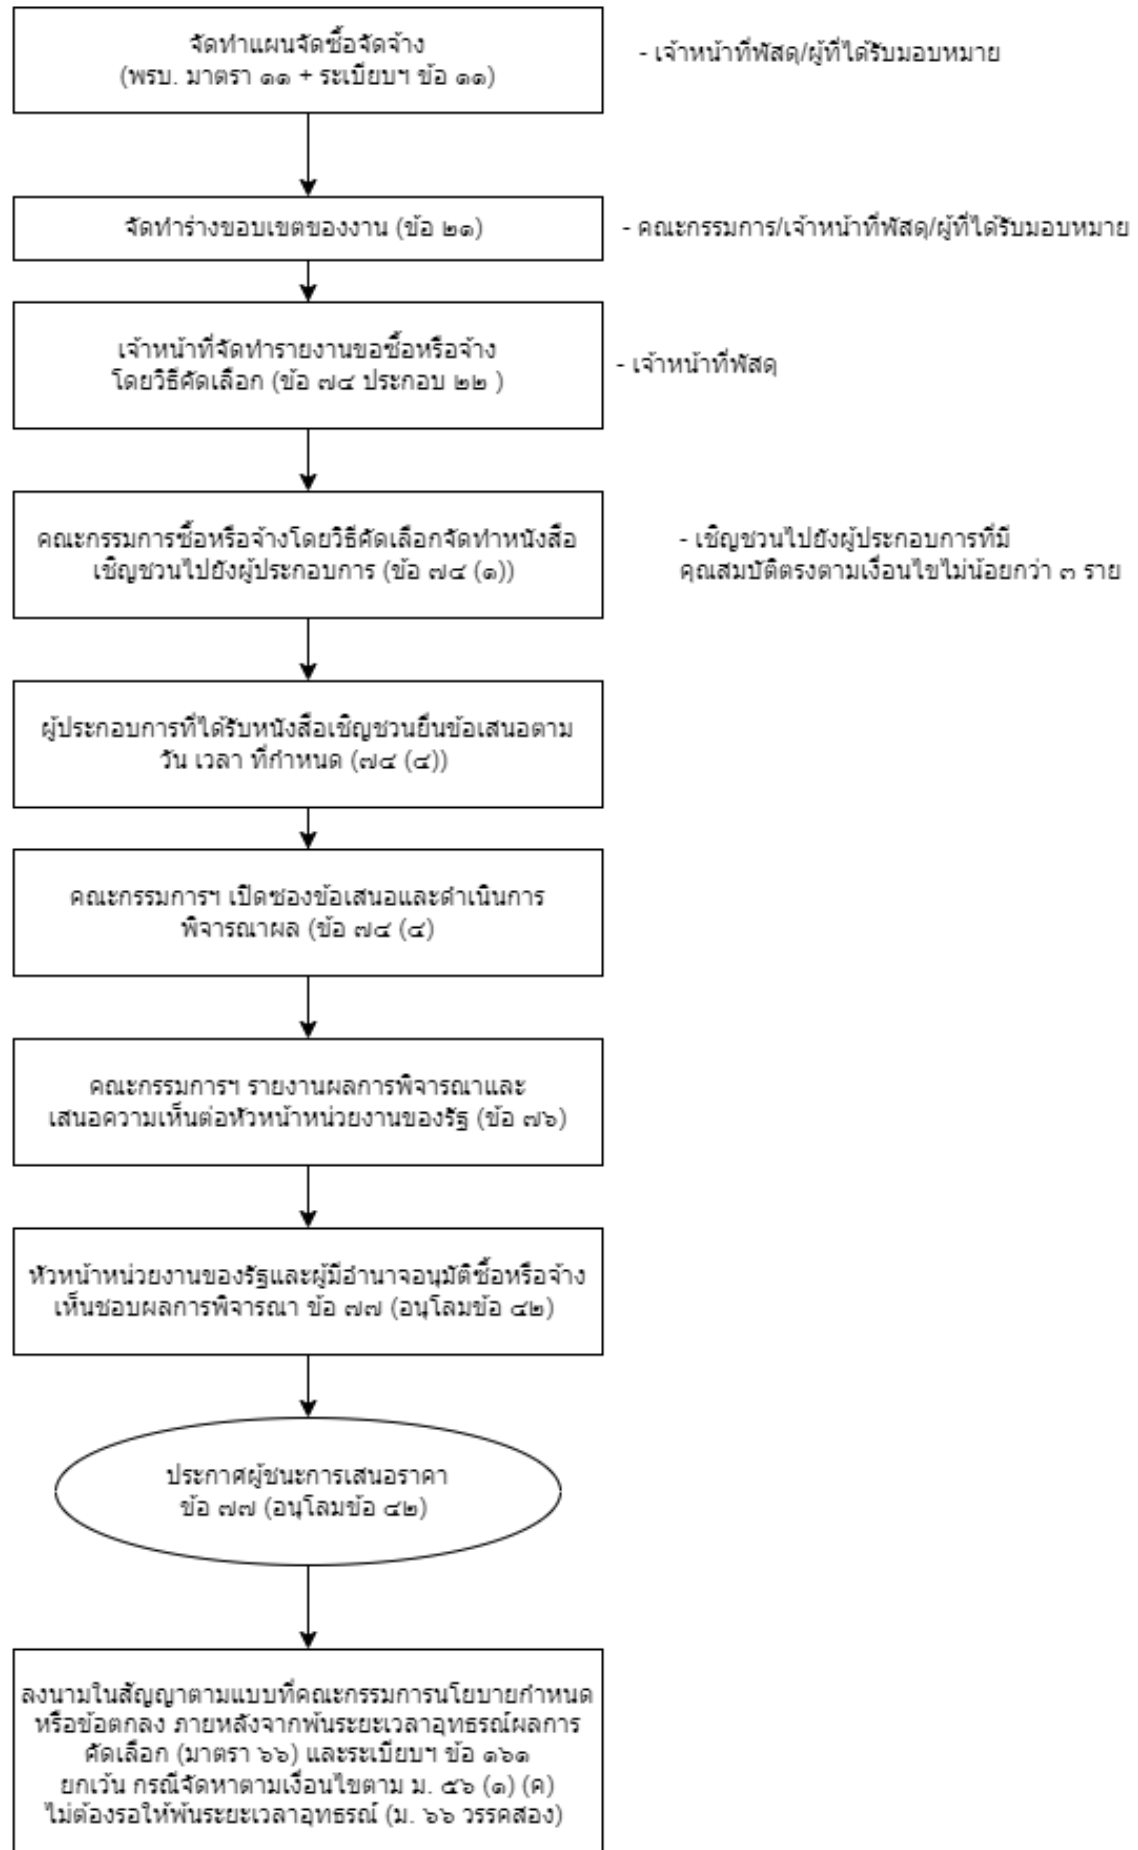 จัดทำแผนจัดซื้อจัดจ้าง
(พรบ. มาตรา ๑๑ + ระเบียบฯ ข้อ ๑๑)
- เจ้าหน้าที่พัสดุ/ผู้ที่ได้รับมอบหมาย
จัดทำร่างขอบเขตของงาน (ข้อ ๒๑)
- คณะกรรมการ/เจ้าหน้าที่พัสดุ/ผู้ที่ได้รับมอบหมาย
เจ้าหน้าที่จัดทำรายงานขอซื้อหรือจ้าง
โดยวิธีคัดเลือก (ข้อ ๗๔ ประกอบ ๒๒ )
- เจ้าหน้าที่พัสดุ
คณะกรรมการซื้อหรือจ้างโดยวิธีคัดเลือกจัดทำหนังสือ
เชิญชวนไปยังผู้ประกอบการ (ข้อ ๗๔ (๑))
- เชิญชวนไปยังผู้ประกอบการที่มี
คุณสมบัติตรงตามเงื่อนไขไม่น้อยกว่า ๓ ราย
ผู้ประกอบการที่ได้รับหนังสือเชิญชวนยื่นข้อเสนอตาม
วัน เวลา ที่กำหนด (๗๔ (๔))
คณะกรรมการฯ เปิดซองข้อเสนอและดำเนินการ
พิจารณาผล (ข้อ ๗๔ (๔)
คณะกรรมการฯ รายงานผลการพิจารณาและ
เสนอความเห็นต่อหัวหน้าหน่วยงานของรัฐ (ข้อ ๗๖)
หัวหน้าหน่วยงานของรัฐและผู้มีอำนาจอนุมัติซื้อหรือจ้าง
เห็นชอบผลการพิจารณา ข้อ ๗๗ (อนุโลมข้อ ๔๒)
ประกาศผู้ชนะการเสนอราคา
ข้อ ๗๗ (อนุโลมข้อ ๔๒)
ลงนามในสัญญาตามแบบที่คณะกรรมการนโยบายกำหนด
หรือข้อตกลง ภายหลังจากพ้นระยะเวลาอุทธรณ์ผลการ
คัดเลือก (มาตรา ๖๖) และระเบียบฯ ข้อ ๑๖๑
ยกเว้น กรณีจัดหาตามเงื่อนไขตาม ม. ๕๖ (๑) (ค)
ไม่ต้องรอให้พ้นระยะเวลาอุทธรณ์ (ม. ๖๖ วรรคสอง)